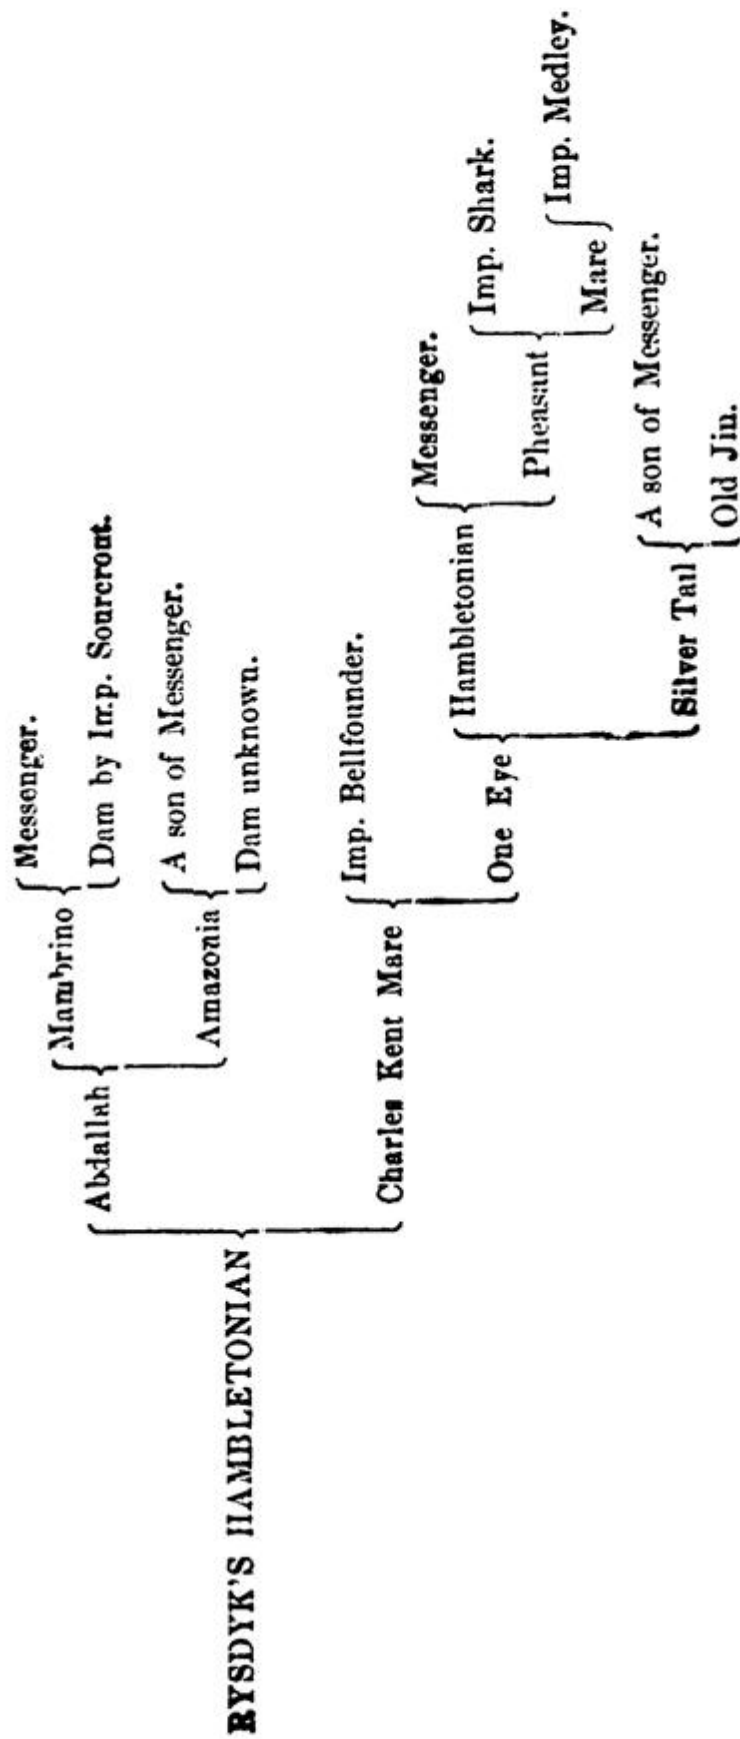 RYSDYK'S HAMBLETONIAN
Abdallah
Mambrino
Messenger.
Dam by Imp. Sourcrout.
Amazonia
A son of Messenger.
Dam unknown.
Charles Kent Mare
Imp. Bellfounder.
One Eye
Hambletonian
Messenger.
Pheasant
Imp. Shark.
Mare
Imp. Medley.
Silver Tail
A son of Messenger.
Old Jin.